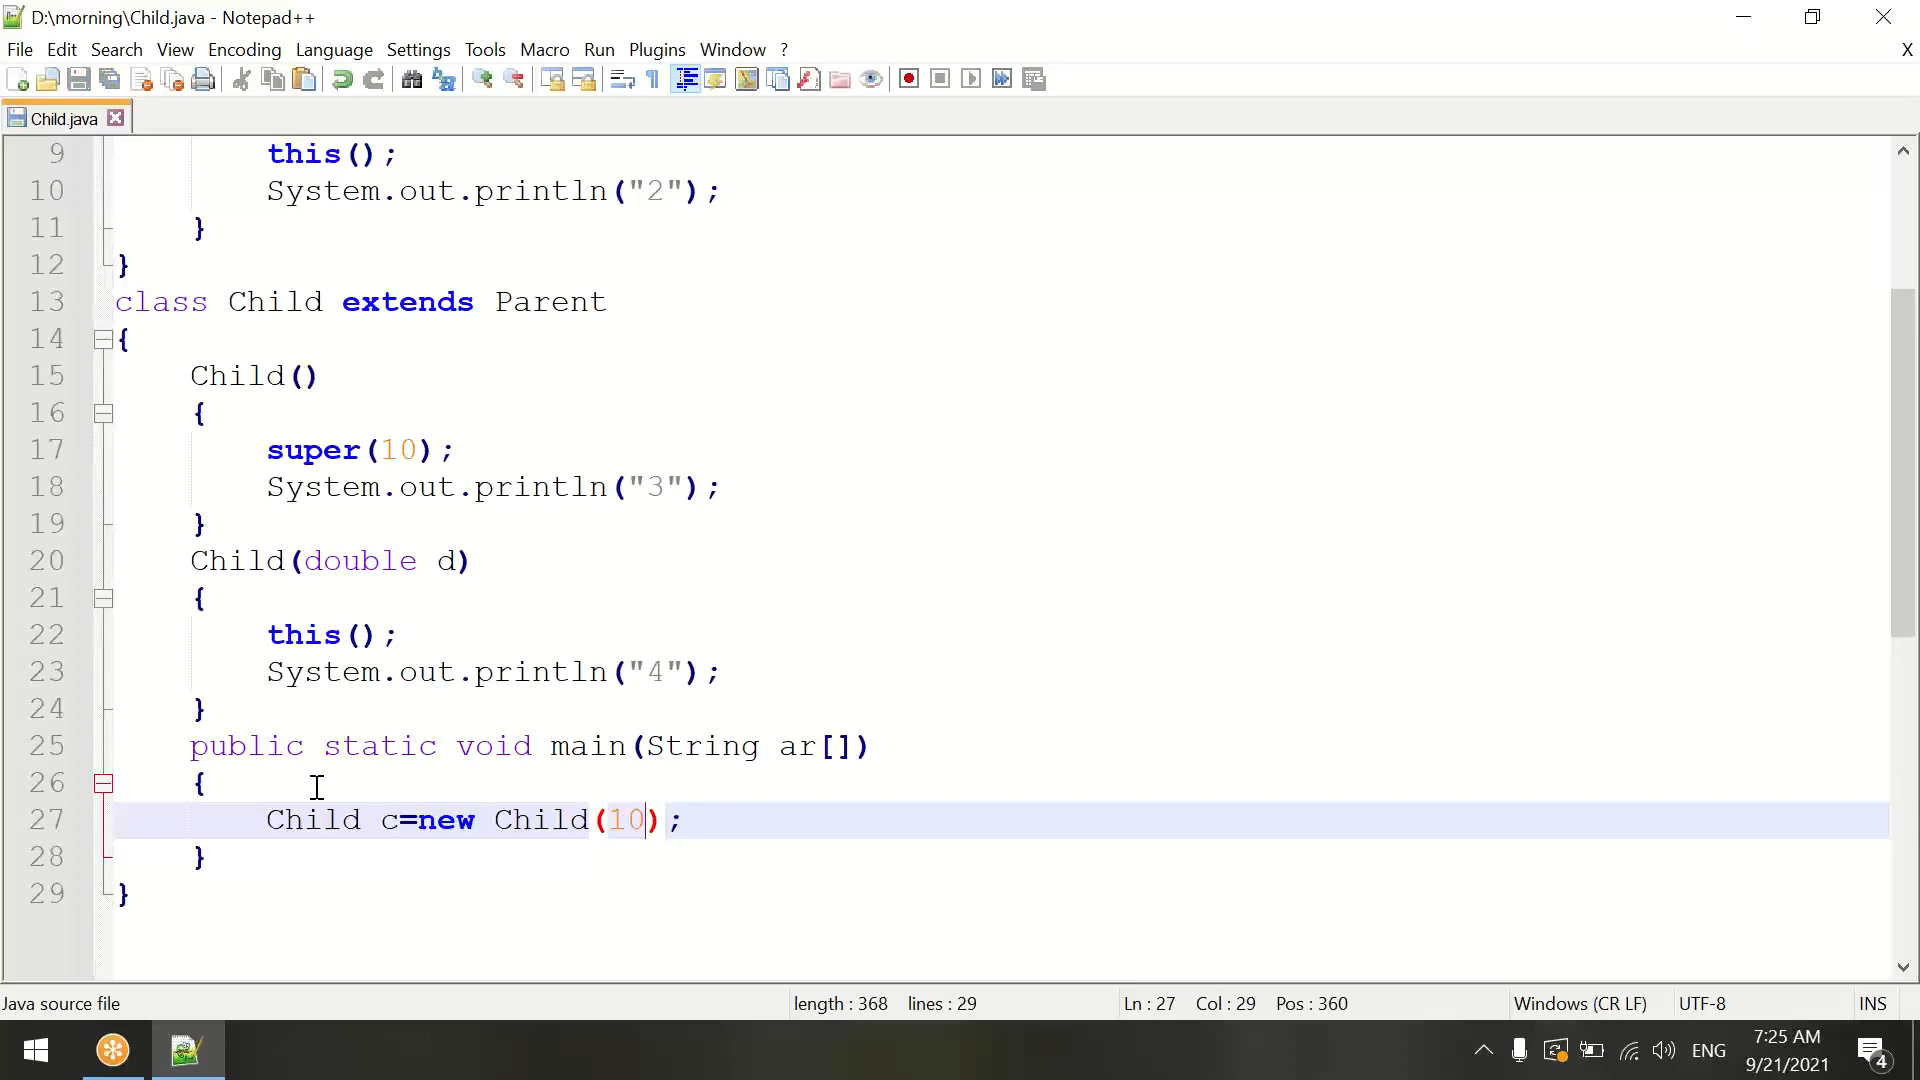 D:\morning\Child.java - Notepad++
File Edit Search View Encoding Language Settings Tools Macro Run Plugins Window ? X
Child.java
9 this();
10 System.out.println("2");
11 }
12 }
13 class Child extends Parent
14 {
15 Child()
16 {
17 super(10);
18 System.out.println("3");
19 }
20 Child(double d)
21 {
22 this();
23 System.out.println("4");
24 }
25 public static void main(String ar[])
26 {
27 Child c=new Child(10);
28 }
29 }
Java source file length : 368 lines : 29 Ln : 27 Col : 29 Pos : 360 Windows (CR LF) UTF-8 INS
ENG 7:25 AM 4
9/21/2021